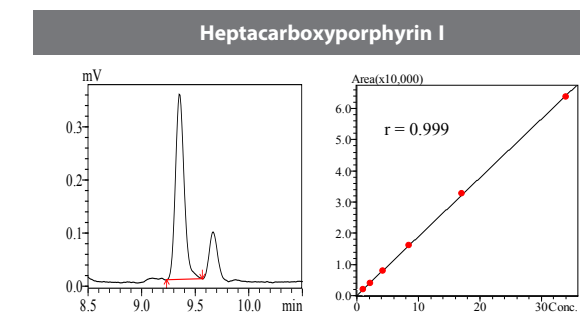 Heptacarboxyporphyrin I
mV
0.3
0.2
0.1
0.0
8.5 9.0 9.5 10.0 min
Area(x10,000)
r = 0.999
6.0
5.0
4.0
3.0
2.0
1.0
0.0
0 10 20 30 Conc.